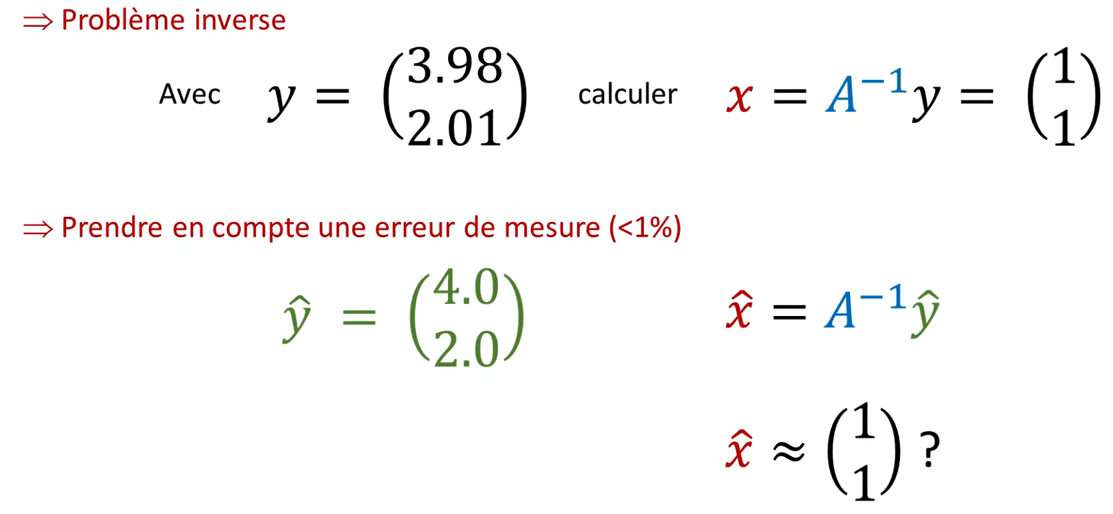 ⇒ Problème inverse
Avec y = (3.98 2.01) calculer x = A⁻¹y = (1 1)
⇒ Prendre en compte une erreur de mesure (<1%)
ŷ = (4.0 2.0) x̂ = A⁻¹ŷ
x̂ ≈ (1 1) ?